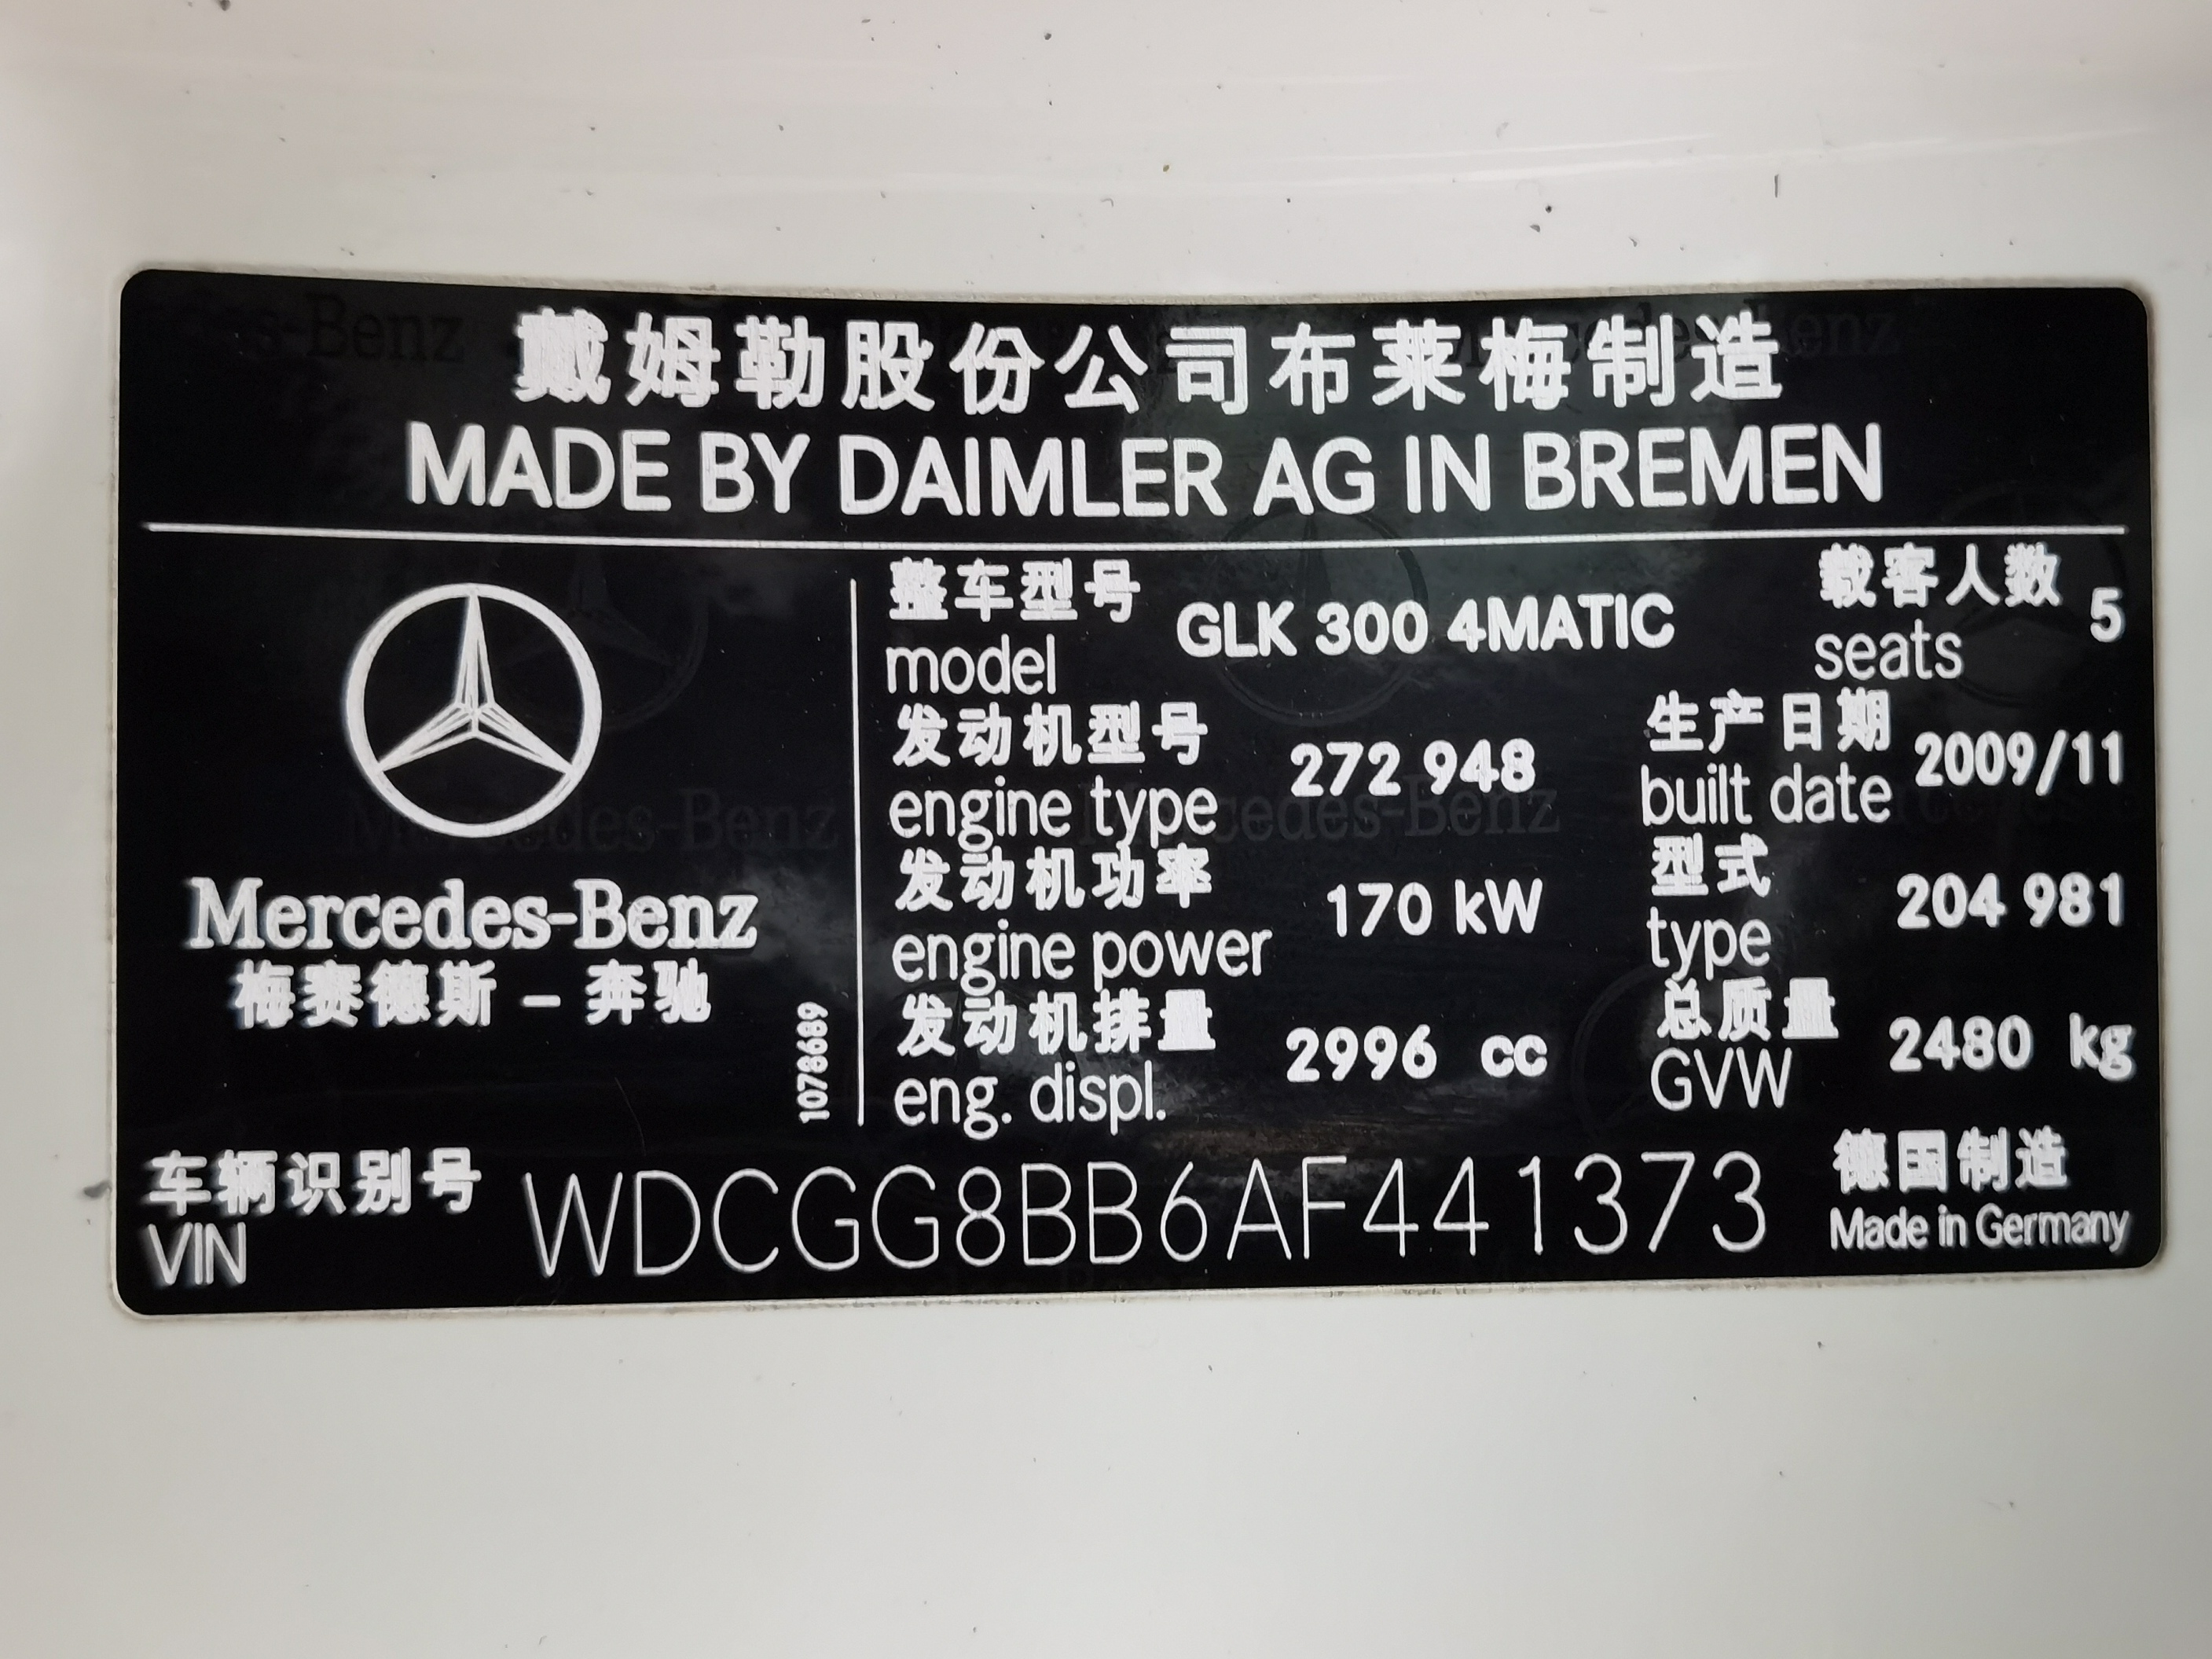 戴姆勒股份公司布莱梅制造
MADE BY DAIMLER AG IN BREMEN
Mercedes-Benz
梅赛德斯-奔驰
1078689
整车型号
model
GLK 300 4MATIC
载客人数
seats
5
发动机型号
engine type
272 948
生产日期
built date
2009/11
发动机功率
engine power
170 kW
型式
type
204 981
发动机排量
eng. displ.
2996 cc
总质量
GVW
2480 kg
车辆识别号
VIN
WDCGG8BB6AF441373
德国制造
Made in Germany